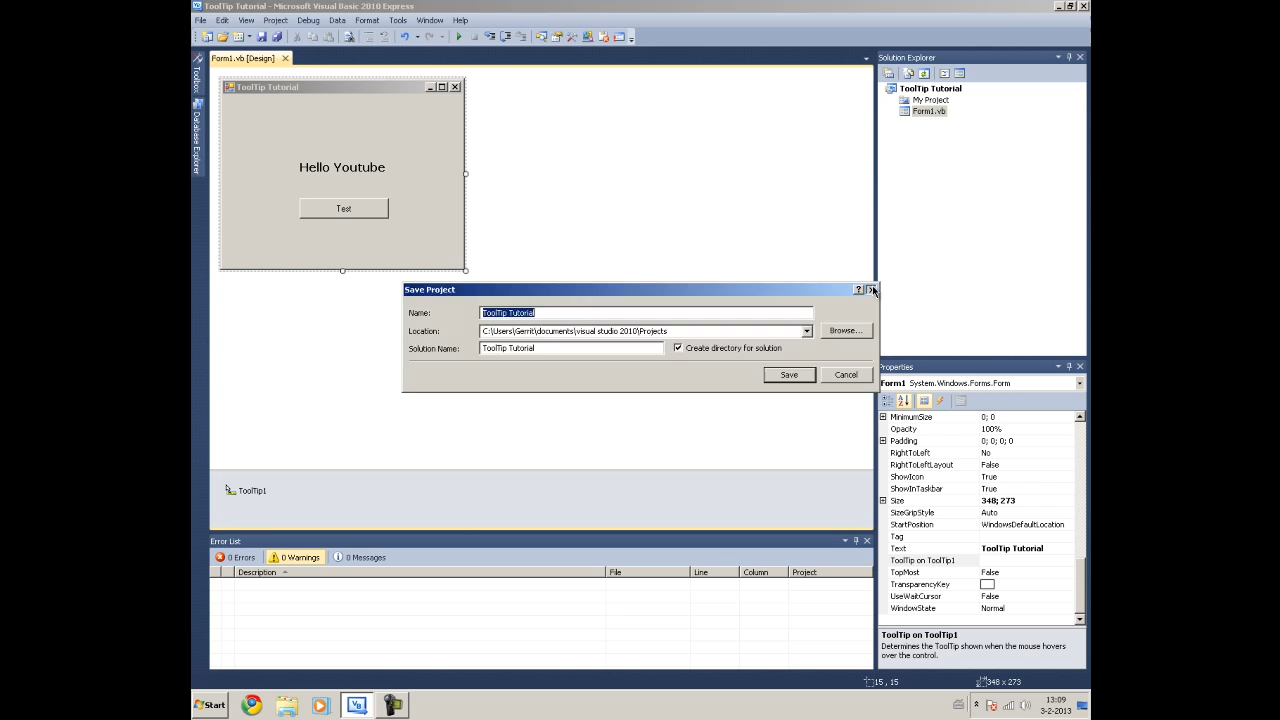 ToolTip Tutorial - Microsoft Visual Basic 2010 Express
File Edit View Project Debug Data Format Tools Window Help
Form1.vb [Design]
Toolbox
Database Explorer
ToolTip Tutorial
Hello Youtube
Test
Solution Explorer
ToolTip Tutorial
My Project
Form1.vb
Save Project
Name: ToolTip Tutorial
Location: C:\Users\Gerrit\documents\visual studio 2010\Projects Browse...
Solution Name: ToolTip Tutorial Create directory for solution
Save Cancel
Properties
Form1 System.Windows.Forms.Form
MinimumSize 0; 0
Opacity 100%
Padding 0; 0; 0; 0
RightToLeft No
RightToLeftLayout False
ShowIcon True
ShowInTaskbar True
Size 348; 273
SizeGripStyle Auto
StartPosition WindowsDefaultLocation
Tag
Text ToolTip Tutorial
ToolTip on ToolTip1
TopMost False
TransparencyKey
UseWaitCursor False
WindowState Normal
ToolTip on ToolTip1
Determines the ToolTip shown when the mouse hovers
over the control.
ToolTip1
Error List
0 Errors 0 Warnings 0 Messages
Description File Line Column Project
15 , 15 348 x 273
Start VB 13:09
3-2-2013